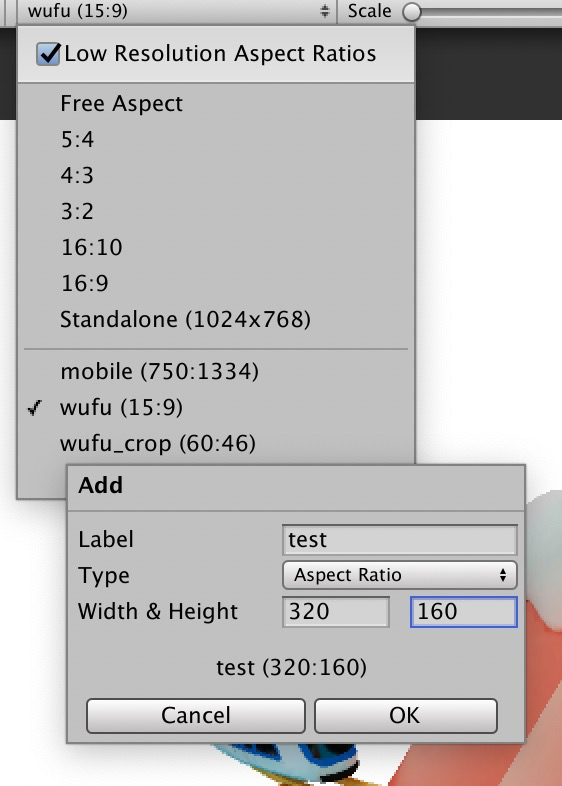 wufu (15:9)
Scale
Low Resolution Aspect Ratios
Free Aspect
5:4
4:3
3:2
16:10
16:9
Standalone (1024x768)
mobile (750:1334)
wufu (15:9)
wufu_crop (60:46)
Add
Label test
Type Aspect Ratio
Width & Height 320 160
test (320:160)
Cancel OK